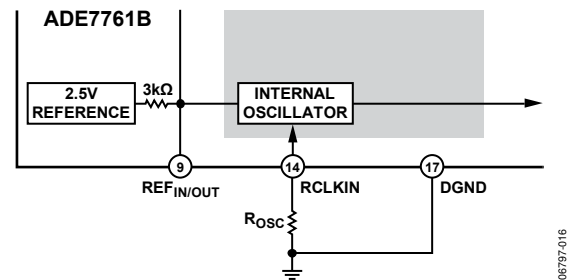 ADE7761B
2.5V
REFERENCE
3kΩ
INTERNAL
OSCILLATOR
9
14
17
REFIN/OUT
RCLKIN
DGND
ROSC
06797-016